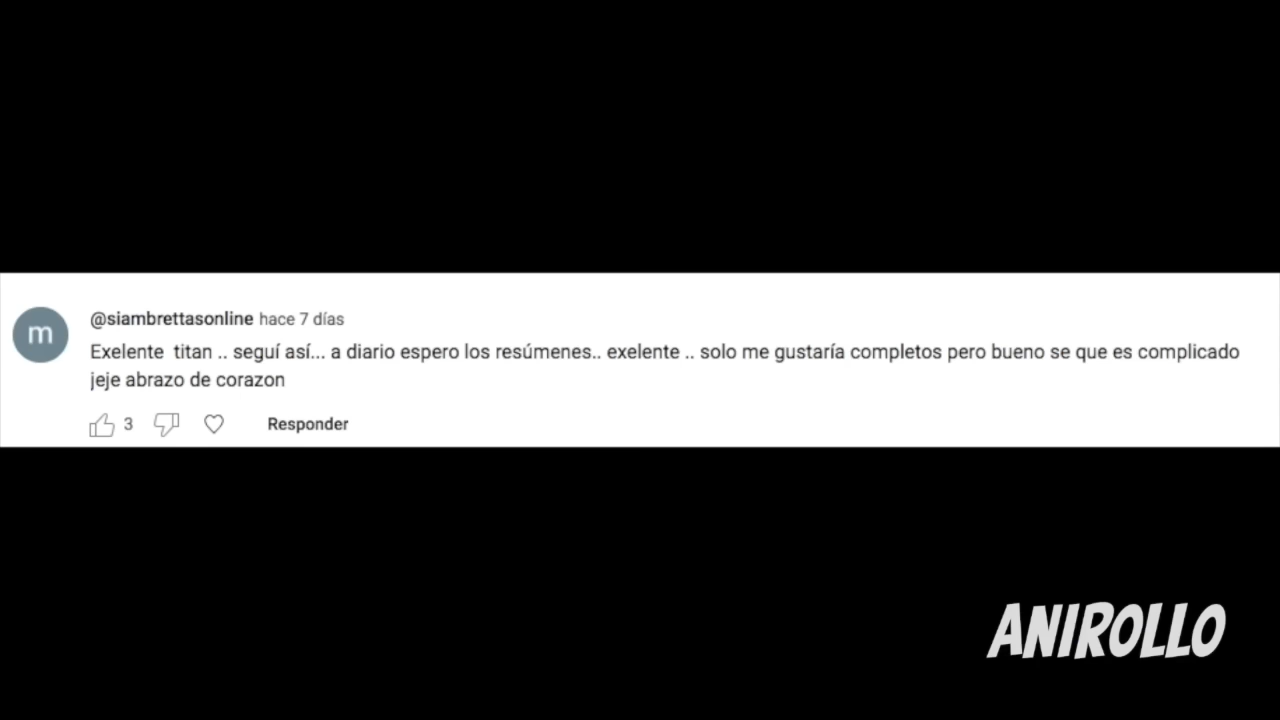 m
@siambrettasonline hace 7 días
Exelente  titan .. seguí así... a diario espero los resúmenes.. exelente .. solo me gustaría completos pero bueno se que es complicado
jeje abrazo de corazon
3
Responder
ANIROLLO